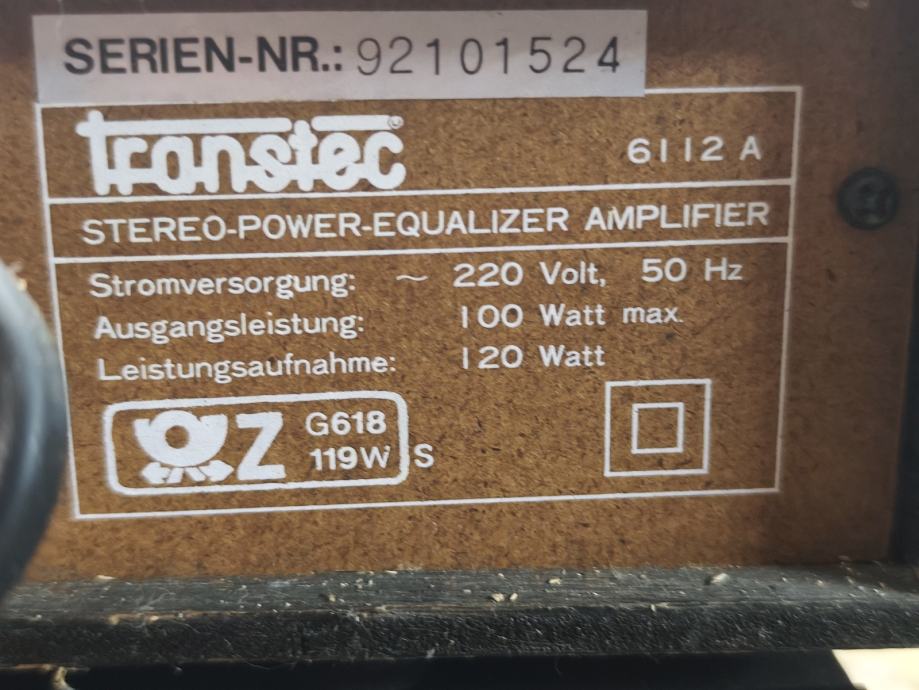 SERIEN-NR.: 92101524
transtec®
6112 A
STEREO-POWER-EQUALIZER AMPLIFIER
Stromversorgung: ~ 220 Volt, 50 Hz
Ausgangsleistung: 100 Watt max.
Leistungsaufnahme: 120 Watt
Z G618
119W S